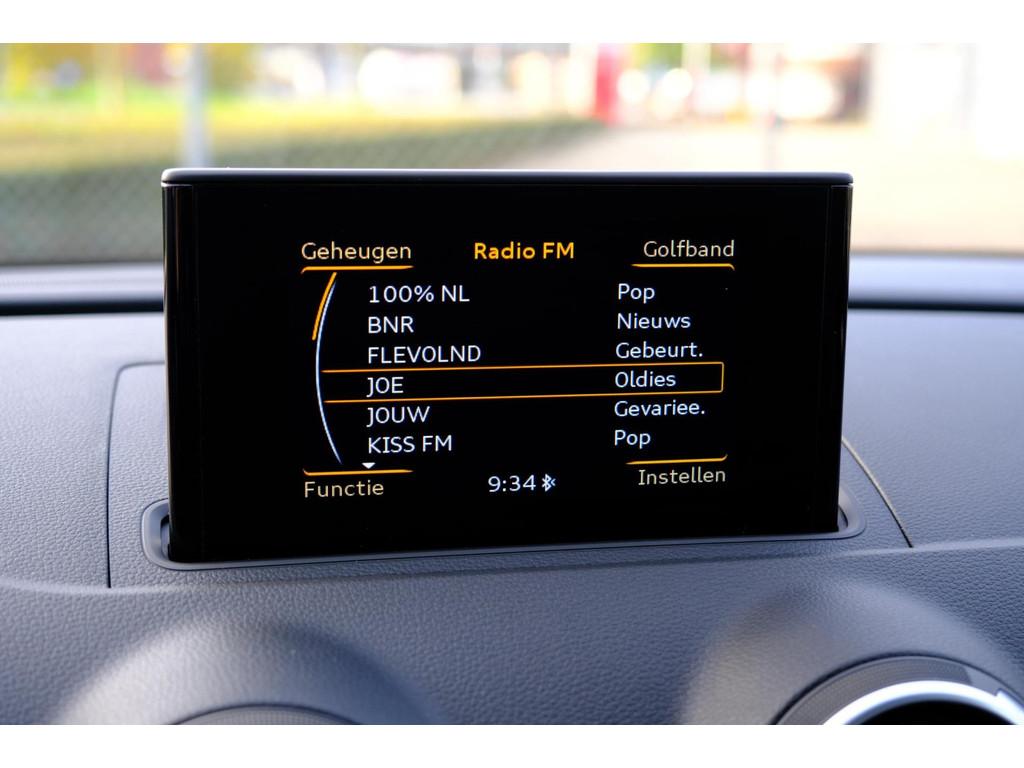 Geheugen Radio FM Golfband
100% NL Pop
BNR Nieuws
FLEVOLND Gebeurt.
JOE Oldies
JOUW Gevariee.
KISS FM Pop
Functie 9:34 Instellen